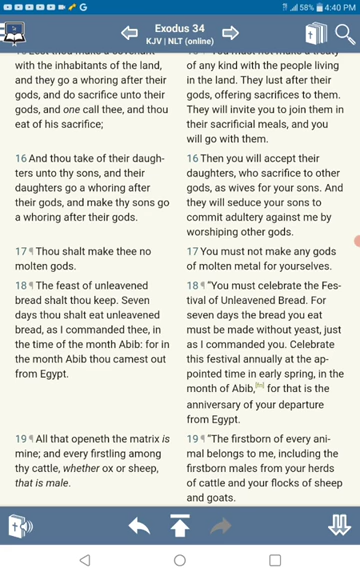 58% 4:40 PM
Exodus 34
KJV | NLT (online)
with the inhabitants of the land,
and they go a whoring after their
gods, and do sacrifice unto their
gods, and one call thee, and thou
eat of his sacrifice;
16 And thou take of their daugh-
ters unto thy sons, and their
daughters go a whoring after
their gods, and make thy sons go
a whoring after their gods.
17 ¶ Thou shalt make thee no
molten gods.
18 ¶ The feast of unleavened
bread shalt thou keep. Seven
days thou shalt eat unleavened
bread, as I commanded thee, in
the time of the month Abib: for in
the month Abib thou camest out
from Egypt.
19 ¶ All that openeth the matrix is
mine; and every firstling among
thy cattle, whether ox or sheep,
that is male.
of any kind with the people living
in the land. They lust after their
gods, offering sacrifices to them.
They will invite you to join them in
their sacrificial meals, and you
will go with them.
16 Then you will accept their
daughters, who sacrifice to other
gods, as wives for your sons. And
they will seduce your sons to
commit adultery against me by
worshiping other gods.
17 You must not make any gods
of molten metal for yourselves.
18 ¶ “You must celebrate the Fes-
tival of Unleavened Bread. For
seven days the bread you eat
must be made without yeast, just
as I commanded you. Celebrate
this festival annually at the ap-
pointed time in early spring, in the
month of Abib,[fn] for that is the
anniversary of your departure
from Egypt.
19 ¶ “The firstborn of every ani-
mal belongs to me, including the
firstborn males from your herds
of cattle and your flocks of sheep
and goats.